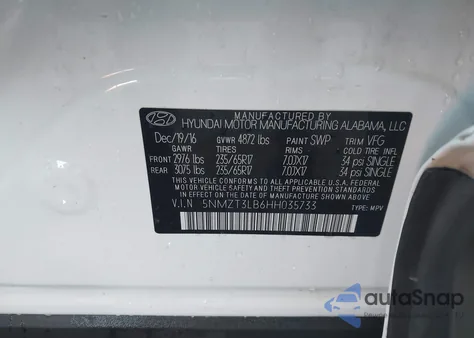 MANUFACTURED BY
HYUNDAI MOTOR MANUFACTURING ALABAMA, LLC
Dec/19/16 GVWR 4872 lbs PAINT SWP TRIM VFG
GAWR TIRES RIMS COLD TIRE INFL
FRONT 2976 lbs 235/65R17 7.0JX17 34 psi SINGLE
REAR 3075 lbs 235/65R17 7.0JX17 34 psi SINGLE
THIS VEHICLE CONFORMS TO ALL APPLICABLE U.S.A. FEDERAL
MOTOR VEHICLE SAFETY AND THEFT PREVENTION STANDARDS
IN EFFECT ON THE DATE OF MANUFACTURE SHOWN ABOVE.
V.I.N 5NMZT3LB6HH035733 TYPE: MPV
autoSnap